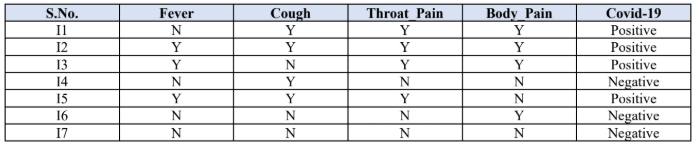 S.No. Fever Cough Throat_Pain Body_Pain Covid-19
I1 N Y Y Y Positive
I2 Y Y Y Y Positive
I3 Y N Y Y Positive
I4 N Y N N Negative
I5 Y Y Y N Positive
I6 N N N Y Negative
I7 N N N N Negative